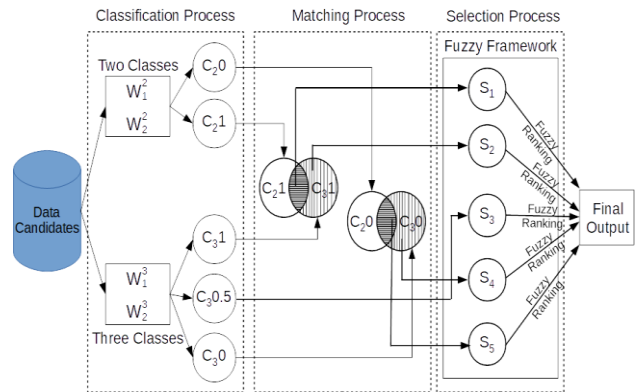 Classification Process
Matching Process
Selection Process
Fuzzy Framework
Two Classes
W₁²
W₂²
C₂0
C₂1
C₂1
C₃1
C₂0
C₃0
Data
Candidates
W₁³
W₂³
Three Classes
C₃1
C₃0.5
C₃0
S₁
S₂
S₃
S₄
S₅
Fuzzy
Ranking
Fuzzy
Ranking
Fuzzy
Ranking
Fuzzy
Ranking
Fuzzy
Ranking
Final
Output